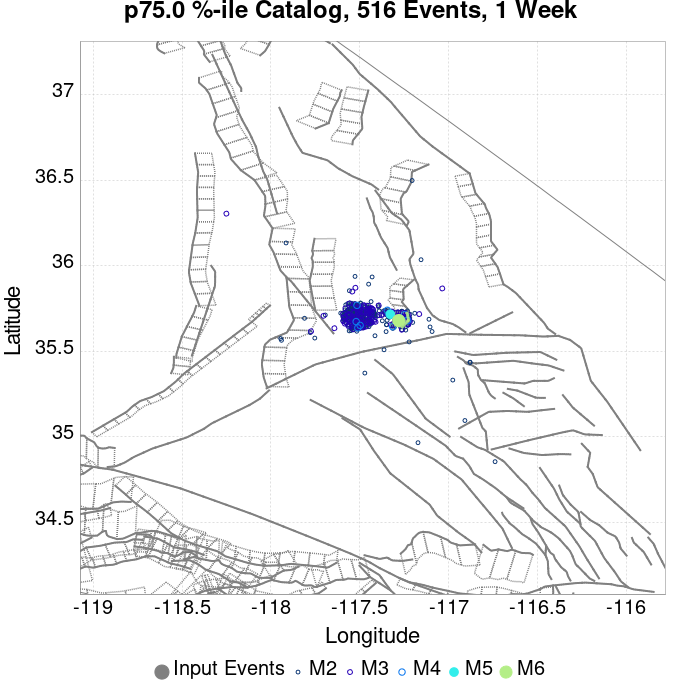 p75.0 %-ile Catalog, 516 Events, 1 Week
37
36.5
36
35.5
35
34.5
Latitude
-119 -118.5 -118 -117.5 -117 -116.5 -116
Longitude
Input Events M2 M3 M4 M5 M6